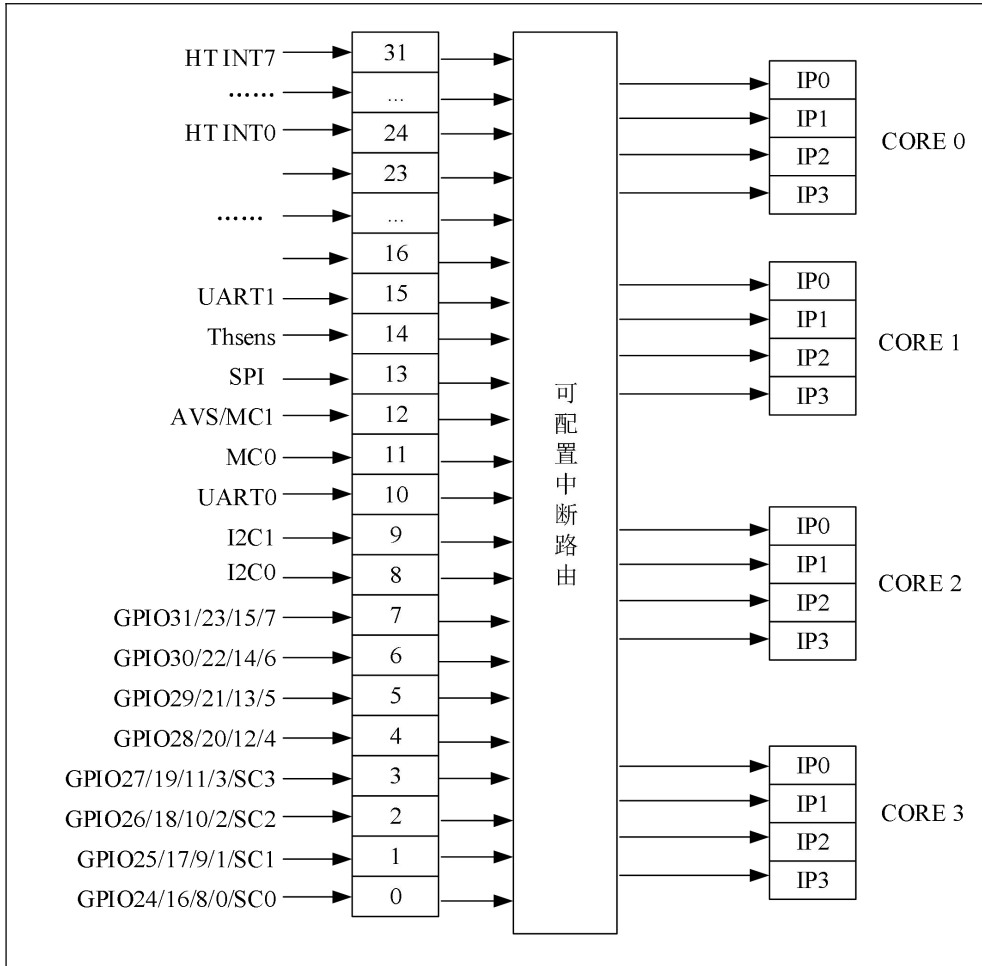 HT INT7
31
......
...
HT INT0
24
23
......
...
16
UART1
15
Thsens
14
SPI
13
AVS/MC1
12
MC0
11
UART0
10
I2C1
9
I2C0
8
GPIO31/23/15/7
7
GPIO30/22/14/6
6
GPIO29/21/13/5
5
GPIO28/20/12/4
4
GPIO27/19/11/3/SC3
3
GPIO26/18/10/2/SC2
2
GPIO25/17/9/1/SC1
1
GPIO24/16/8/0/SC0
0
可配置中断路由
IP0
IP1
IP2
IP3
CORE 0
IP0
IP1
IP2
IP3
CORE 1
IP0
IP1
IP2
IP3
CORE 2
IP0
IP1
IP2
IP3
CORE 3